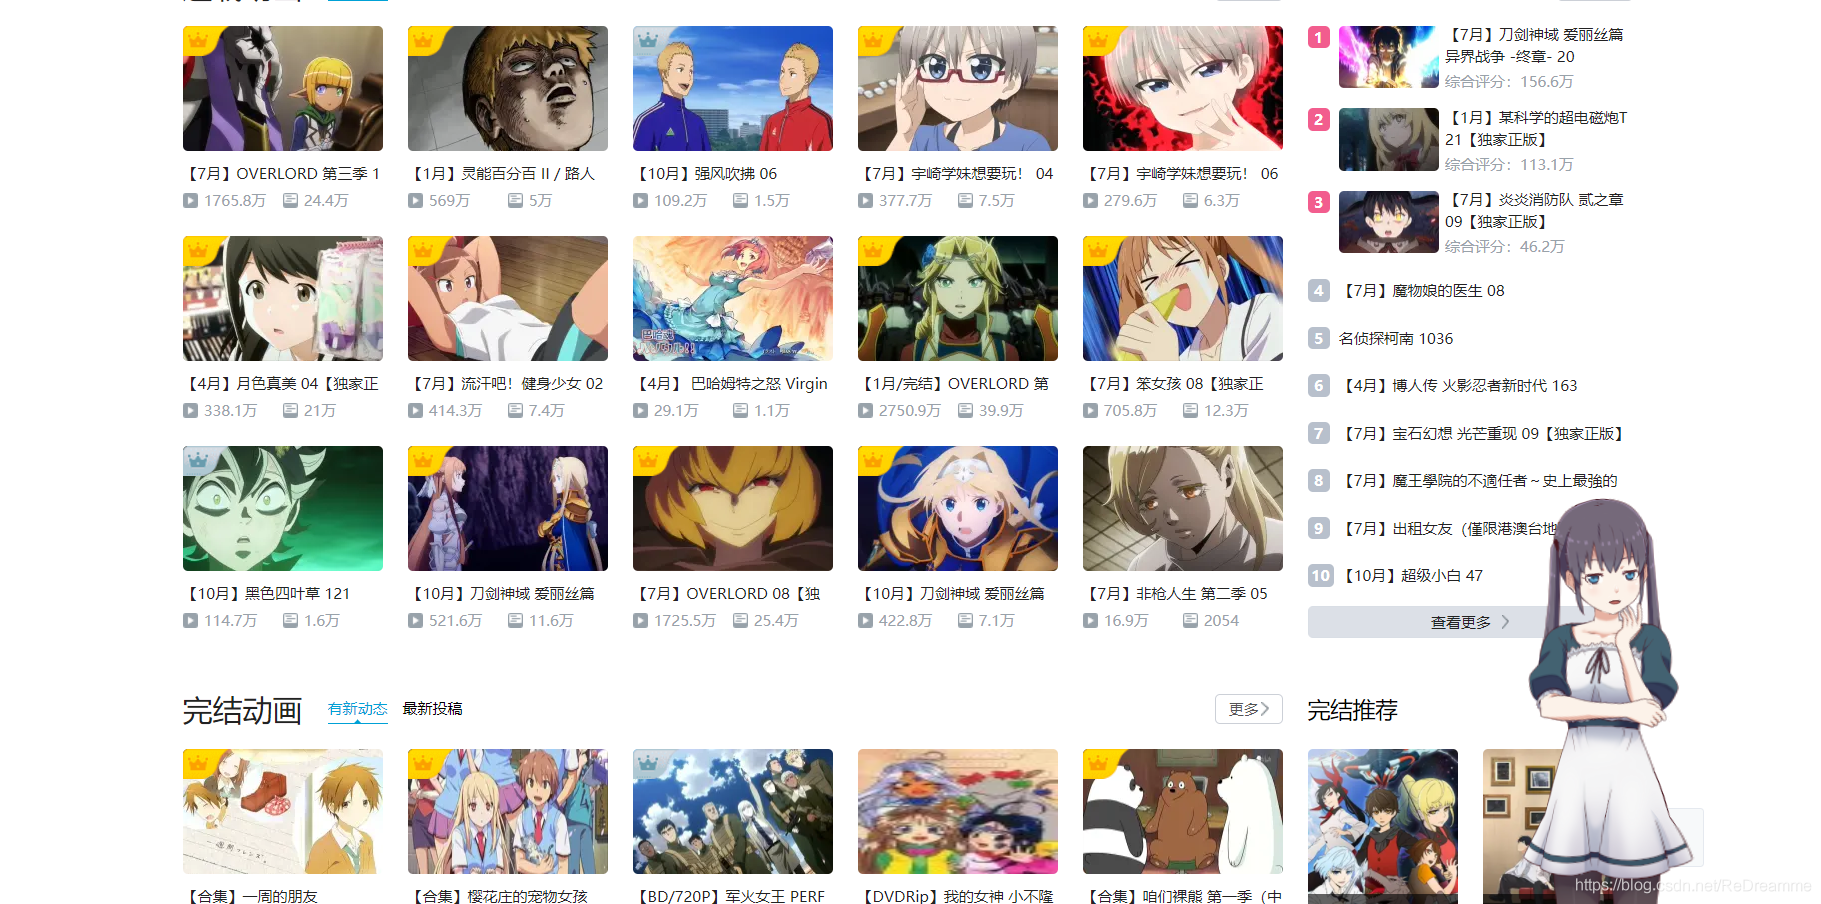 【7月】OVERLORD 第三季 1
1765.8万 24.4万
【1月】灵能百分百 II / 路人
569万 5万
【10月】强风吹拂 06
109.2万 1.5万
【7月】宇崎学妹想要玩！ 04
377.7万 7.5万
【7月】宇崎学妹想要玩！ 06
279.6万 6.3万
【4月】月色真美 04【独家正
338.1万 21万
【7月】流汗吧！健身少女 02
414.3万 7.4万
【4月】 巴哈姆特之怒 Virgin
29.1万 1.1万
【1月/完结】OVERLORD 第
2750.9万 39.9万
【7月】笨女孩 08【独家正
705.8万 12.3万
【10月】黑色四叶草 121
114.7万 1.6万
【10月】刀剑神域 爱丽丝篇
521.6万 11.6万
【7月】OVERLORD 08【独
1725.5万 25.4万
【10月】刀剑神域 爱丽丝篇
422.8万 7.1万
【7月】非枪人生 第二季 05
16.9万 2054
1
【7月】刀剑神域 爱丽丝篇
异界战争 -终章- 20
综合评分：156.6万
2
【1月】某科学的超电磁炮T
21【独家正版】
综合评分：113.1万
3
【7月】炎炎消防队 贰之章
09【独家正版】
综合评分：46.2万
4 【7月】魔物娘的医生 08
5 名侦探柯南 1036
6 【4月】博人传 火影忍者新时代 163
7 【7月】宝石幻想 光芒重现 09【独家正版】
8 【7月】魔王學院的不適任者～史上最強的
9 【7月】出租女友（僅限港澳台地
10 【10月】超级小白 47
查看更多
完结动画 有新动态 最新投稿 更多
【合集】一周的朋友
【合集】樱花庄的宠物女孩
【BD/720P】军火女王 PERF
【DVDRip】我的女神 小不隆
【合集】咱们裸熊 第一季（中
完结推荐
https://blog.csdn.net/ReDreamme